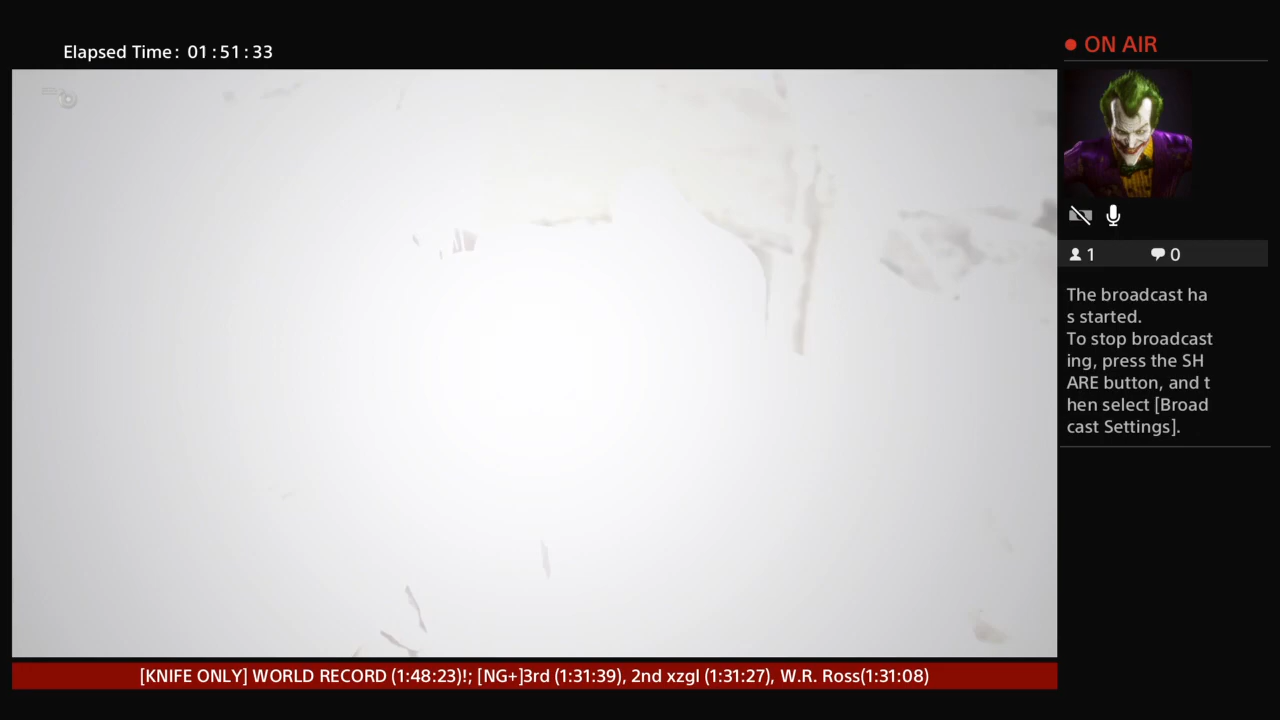 Elapsed Time: 01:51:33
ON AIR
1
0
The broadcast ha
s started.
To stop broadcast
ing, press the SH
ARE button, and t
hen select [Broad
cast Settings].
[KNIFE ONLY] WORLD RECORD (1:48:23)!; [NG+]3rd (1:31:39), 2nd xzgl (1:31:27), W.R. Ross(1:31:08)